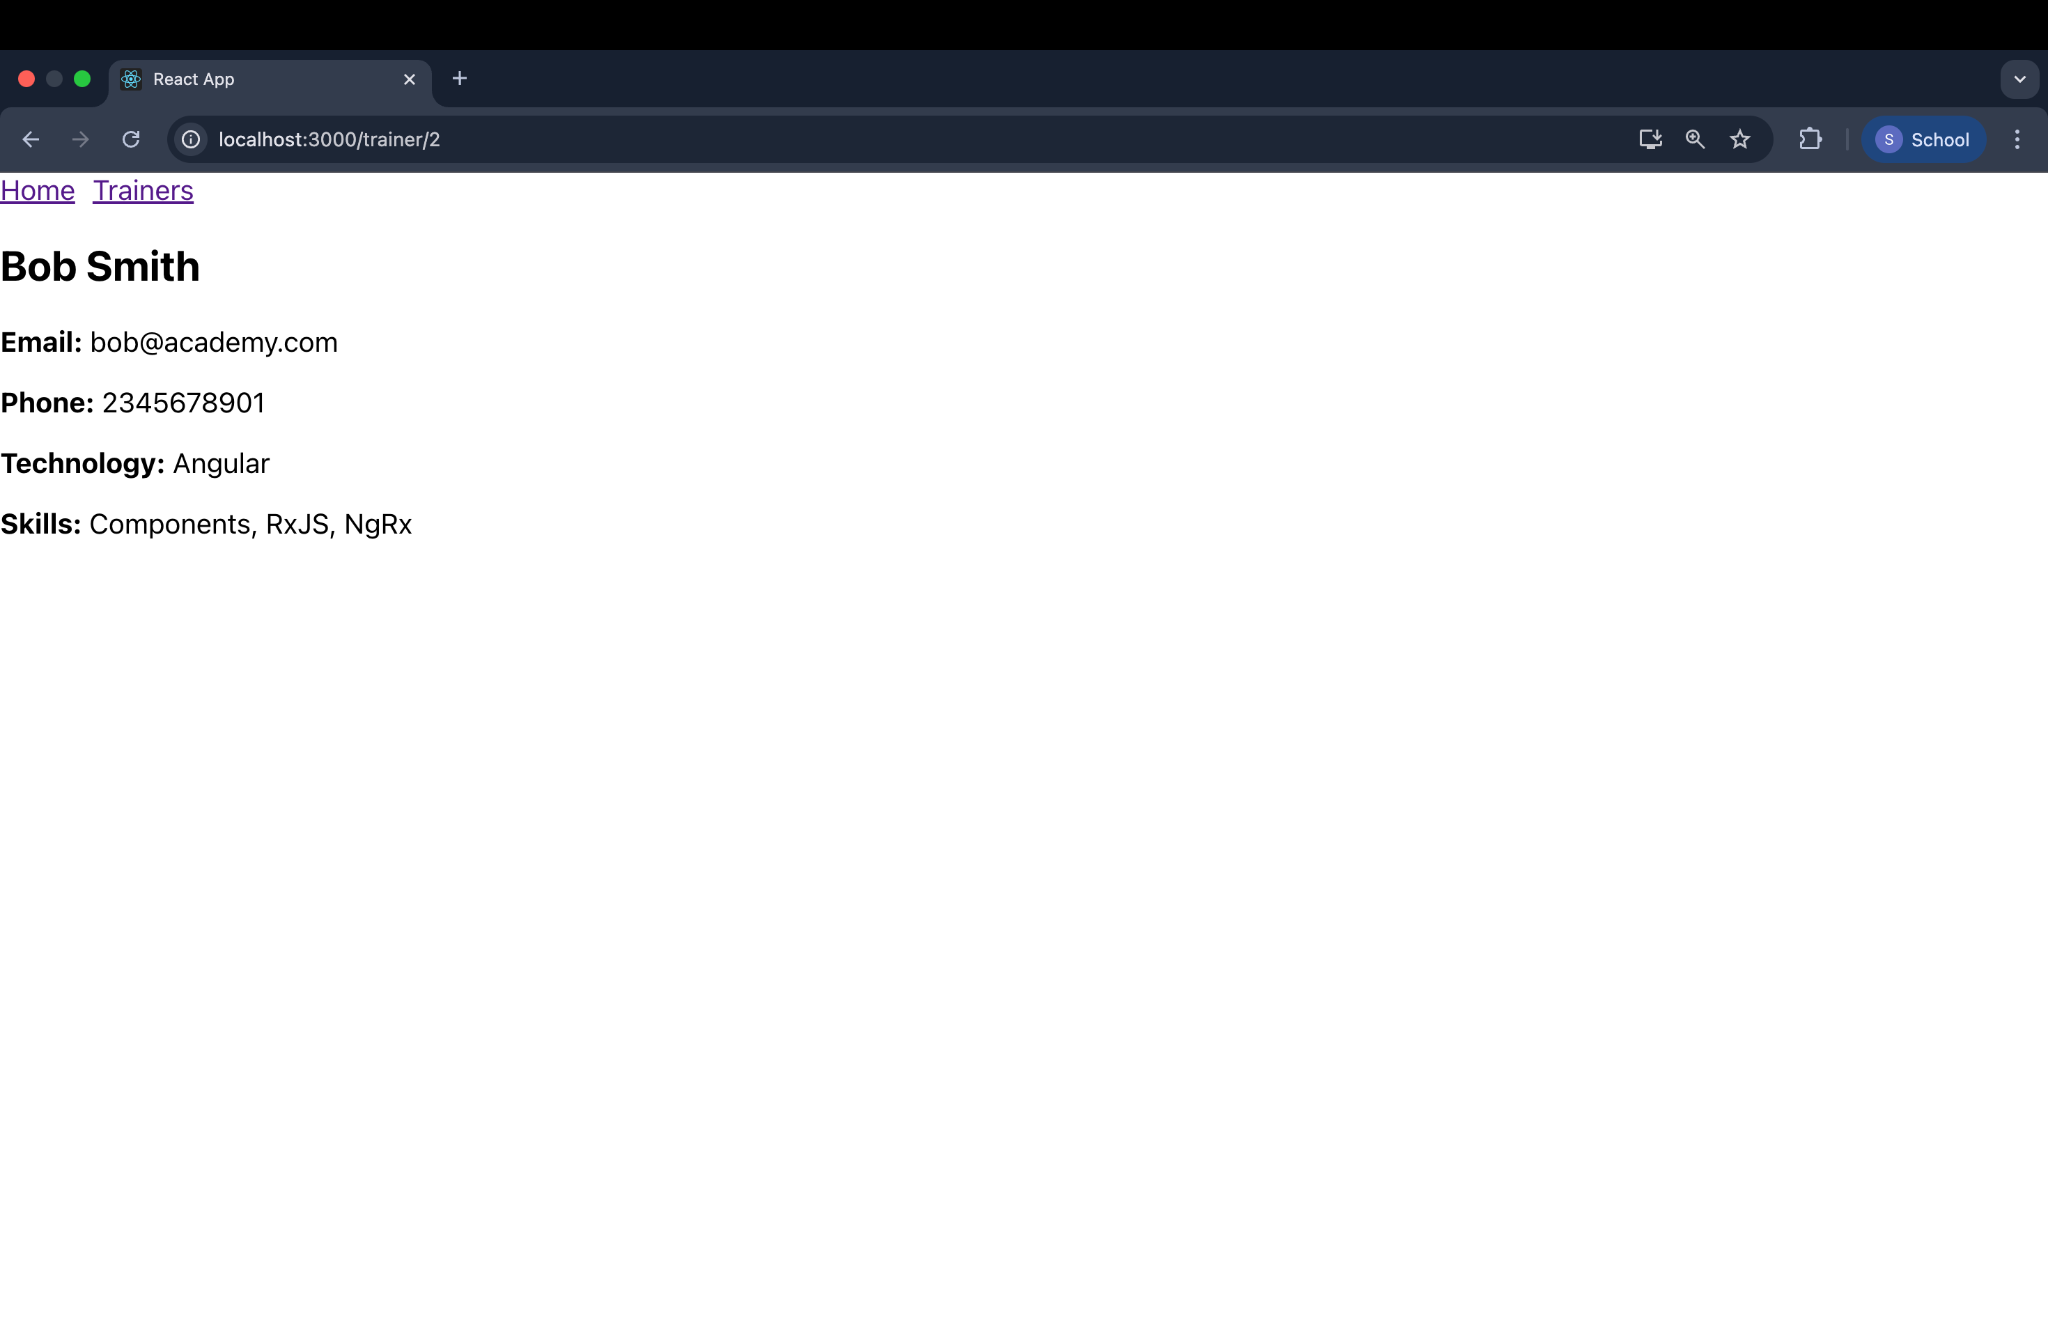 React App
localhost:3000/trainer/2
S School
Home Trainers
Bob Smith
Email: bob@academy.com
Phone: 2345678901
Technology: Angular
Skills: Components, RxJS, NgRx